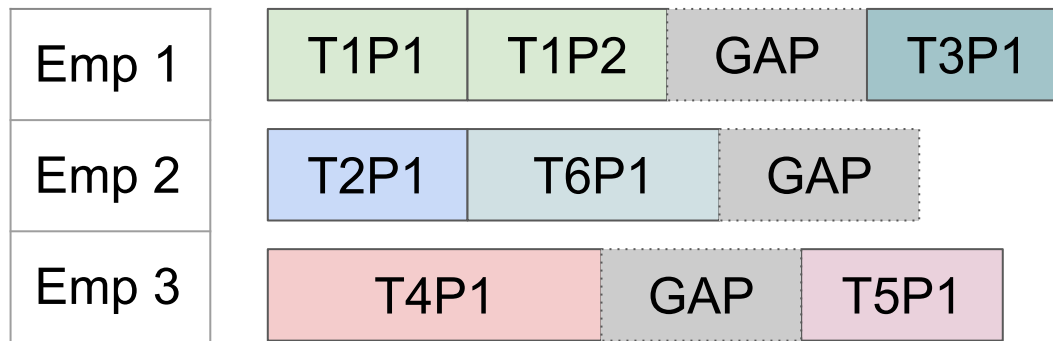 Emp 1 T1P1 T1P2 GAP T3P1
Emp 2 T2P1 T6P1 GAP
Emp 3 T4P1 GAP T5P1